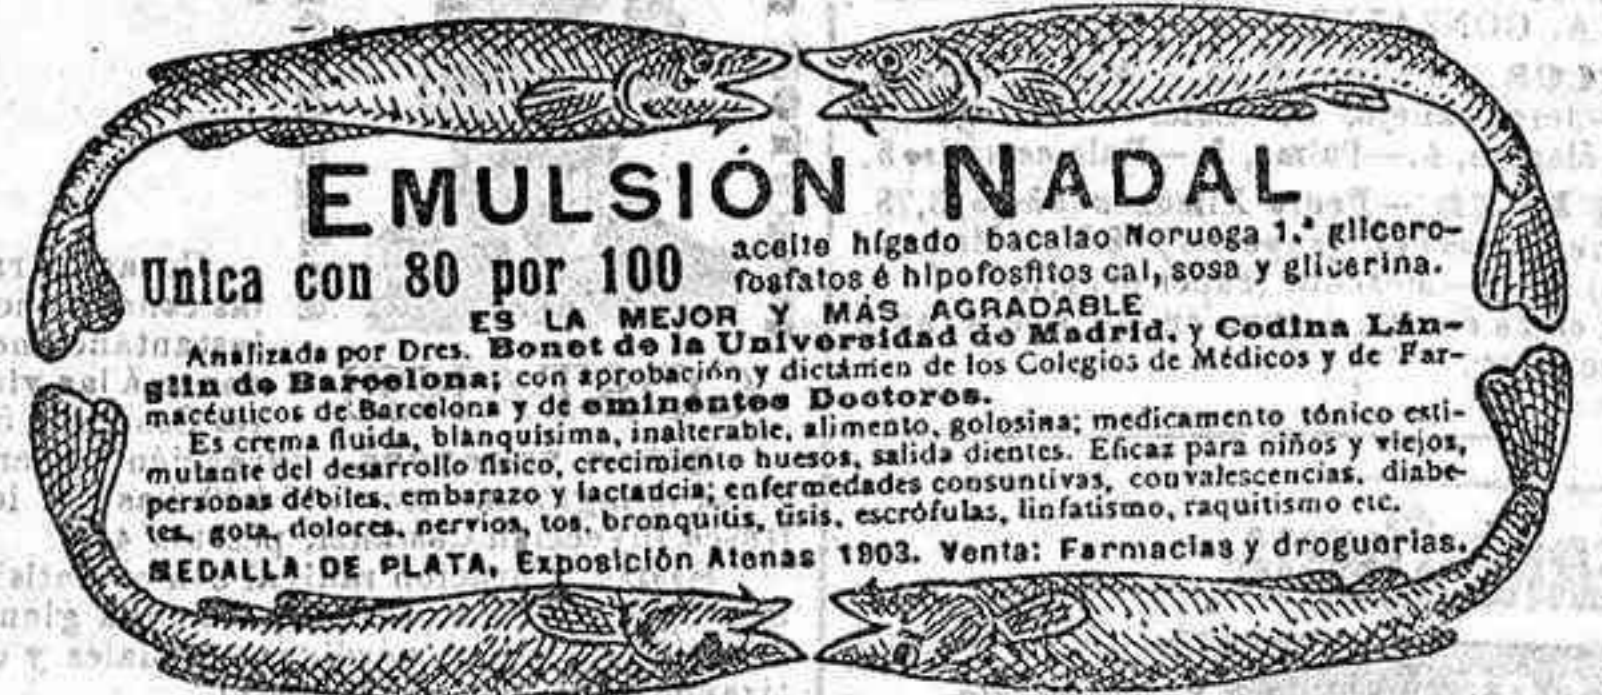 EMULSIÓN NADAL
Unica con 80 por 100
aceite hígado bacalao Noruega 1.ª glicero-
fosfatos é hipofosfitos cal, sosa y glicerina.
ES LA MEJOR Y MÁS AGRADABLE
Analizada por Dres. Bonet de la Universidad de Madrid, y Codina Lán-
glin de Barcelona; con aprobación y dictámen de los Colegios de Médicos y de Far-
macéuticos de Barcelona y de eminentes Doctores.
Es crema fluida, blanquísima, inalterable, alimento, golosina; medicamento tónico esti-
mulante del desarrollo físico, crecimiento huesos, salida dientes. Eficaz para niños y viejos,
personas débiles, embarazo y lactancia; enfermedades consuntivas, convalescencias, diabe-
tes, gota, dolores, nervios, tos, bronquitis, tisis, escrófulas, linfatismo, raquitismo etc.
MEDALLA DE PLATA, Exposición Atenas 1903. Venta: Farmacias y droguerias.